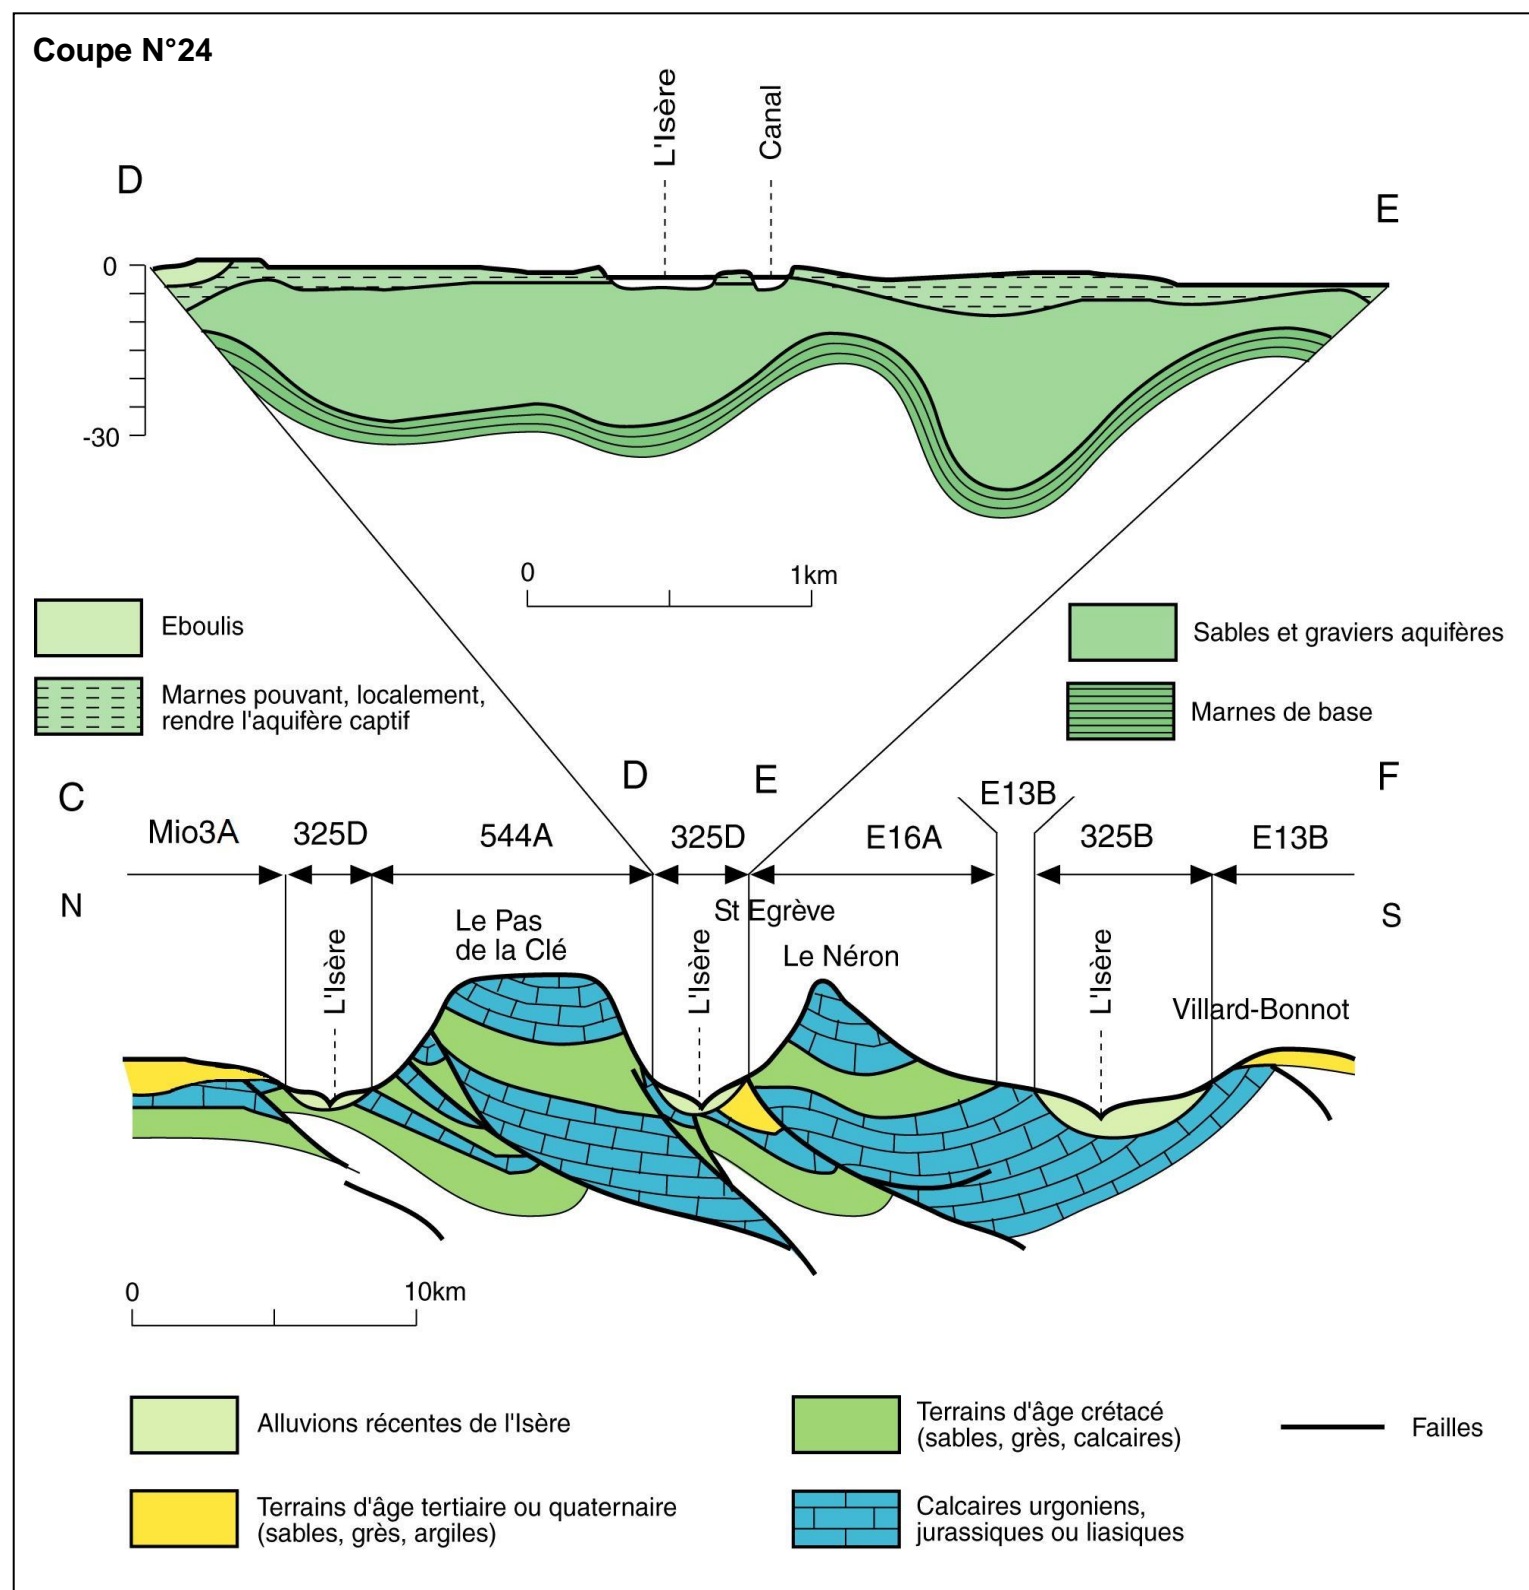 Coupe N°24
L'Isère
Canal
D
E
0
-30
0
1km
Eboulis
Marnes pouvant, localement,
rendre l'aquifère captif
Sables et graviers aquifères
Marnes de base
D
E
C
F
E13B
Mio3A
325D
544A
325D
E16A
325B
E13B
N
S
Le Pas
de la Clé
St Egrève
L'Isère
L'Isère
Le Néron
L'Isère
Villard-Bonnot
0
10km
Alluvions récentes de l'Isère
Terrains d'âge crétacé
(sables, grès, calcaires)
Failles
Terrains d'âge tertiaire ou quaternaire
(sables, grès, argiles)
Calcaires urgoniens,
jurassiques ou liasiques